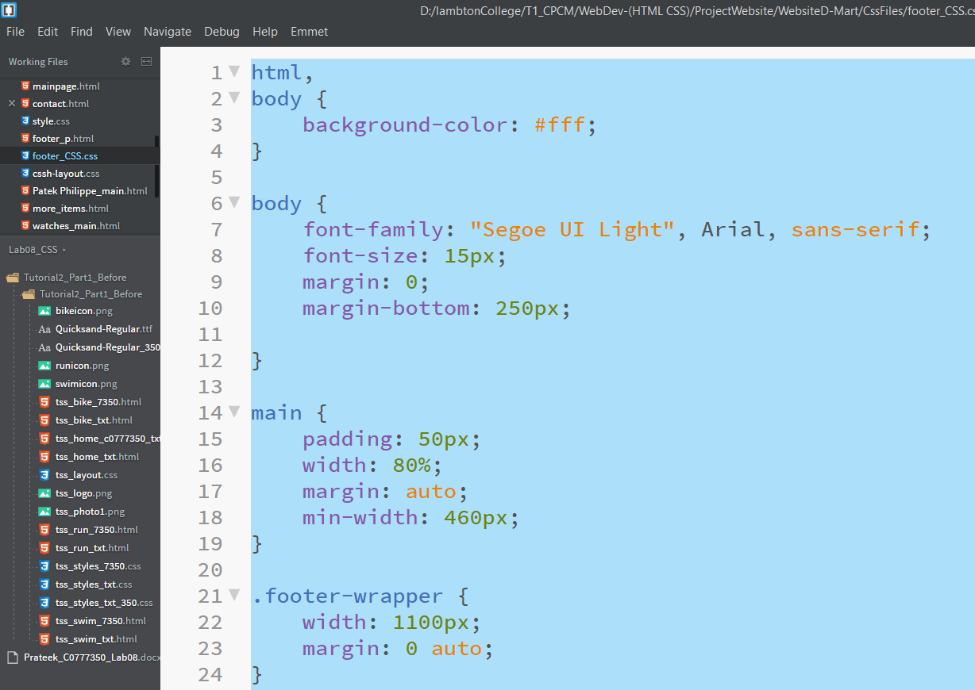 D:/lambtonCollege/T1_CPCM/WebDev-(HTML CSS)/ProjectWebsite/WebsiteD-Mart/CssFiles/footer_CSS.cs
File Edit Find View Navigate Debug Help Emmet
Working Files
mainpage.html
× contact.html
style.css
footer_p.html
footer_CSS.css
cssh-layout.css
Patek Philippe_main.html
more_items.html
watches_main.html
Lab08_CSS
Tutorial2_Part1_Before
Tutorial2_Part1_Before
bikeicon.png
Aa Quicksand-Regular.ttf
Aa Quicksand-Regular_350
runicon.png
swimicon.png
tss_bike_7350.html
tss_bike_txt.html
tss_home_c0777350_txt
tss_home_txt.html
tss_layout.css
tss_logo.png
tss_photo1.png
tss_run_7350.html
tss_run_txt.html
tss_styles_7350.css
tss_styles_txt.css
tss_styles_txt_350.css
tss_swim_7350.html
tss_swim_txt.html
Prateek_C0777350_Lab08.docx
1 html,
2 body {
3 background-color: #fff;
4 }
5
6 body {
7 font-family: "Segoe UI Light", Arial, sans-serif;
8 font-size: 15px;
9 margin: 0;
10 margin-bottom: 250px;
11
12 }
13
14 main {
15 padding: 50px;
16 width: 80%;
17 margin: auto;
18 min-width: 460px;
19 }
20
21 .footer-wrapper {
22 width: 1100px;
23 margin: 0 auto;
24 }